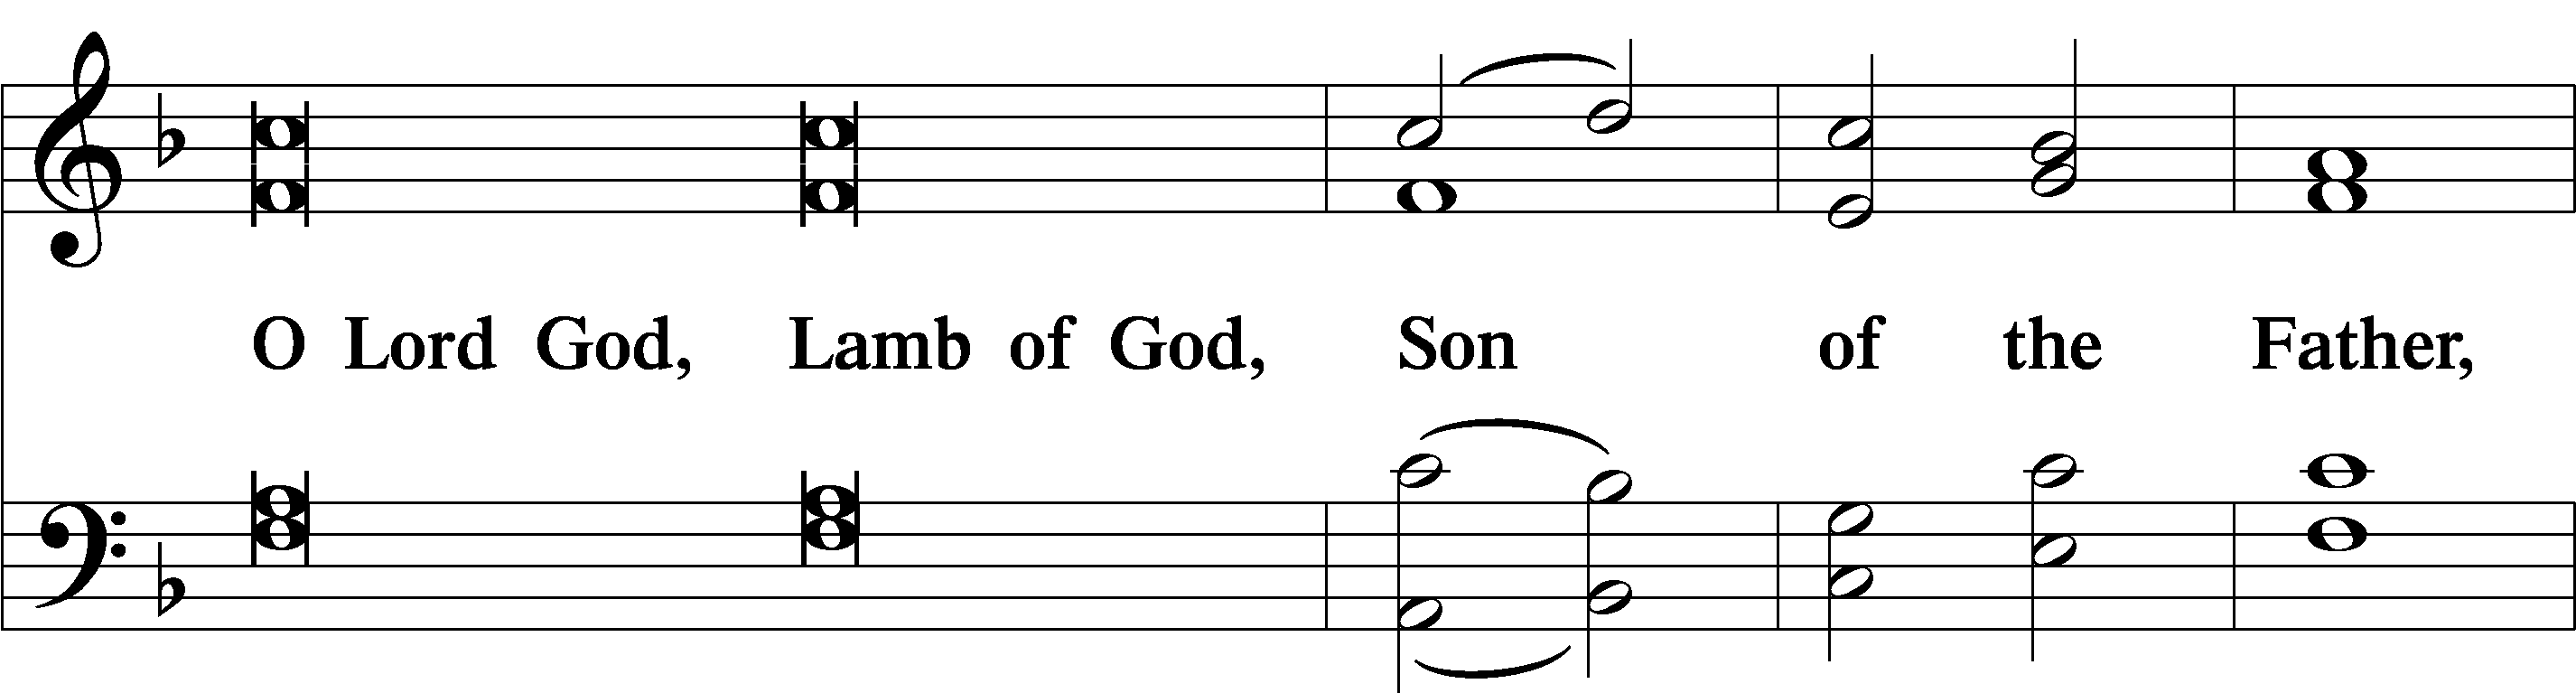 O Lord God, Lamb of God, Son of the Father,